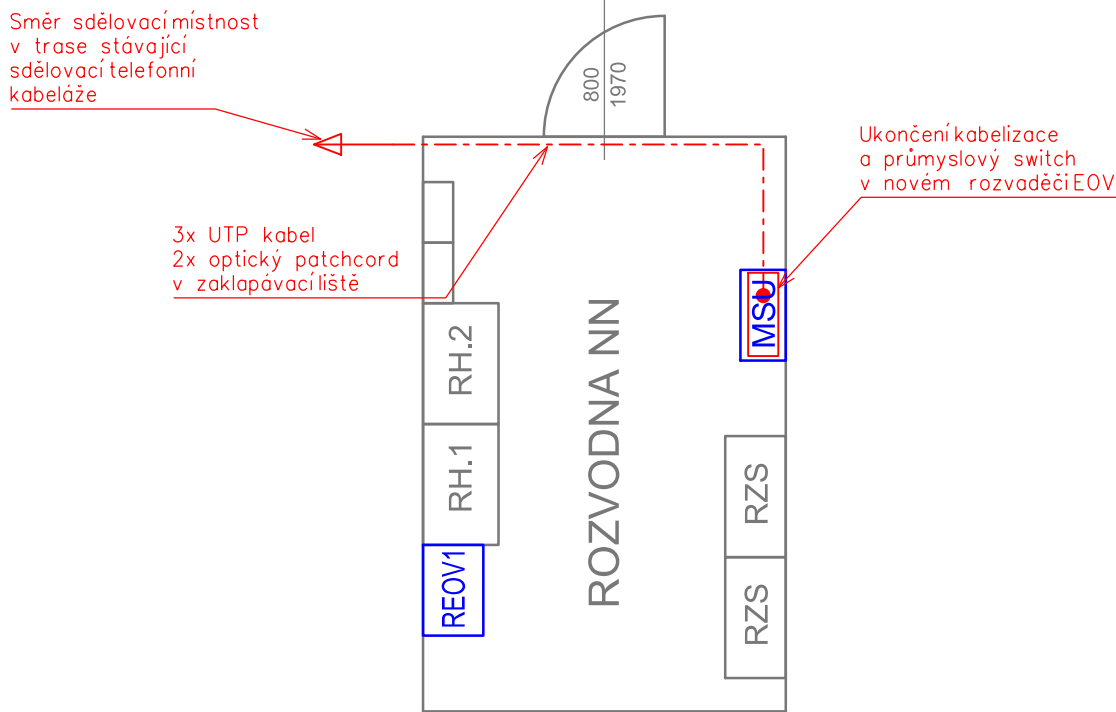 Směr sdělovací místnost
v trase stávající
sdělovací telefonní
kabeláže
800
1970
Ukončení kabelizace
a průmyslový switch
v novém rozvaděči EOV
3x UTP kabel
2x optický patchcord
v zaklapávací liště
MSU
RH.2
ROZVODNA NN
RH.1
RZS
REOV1
RZS